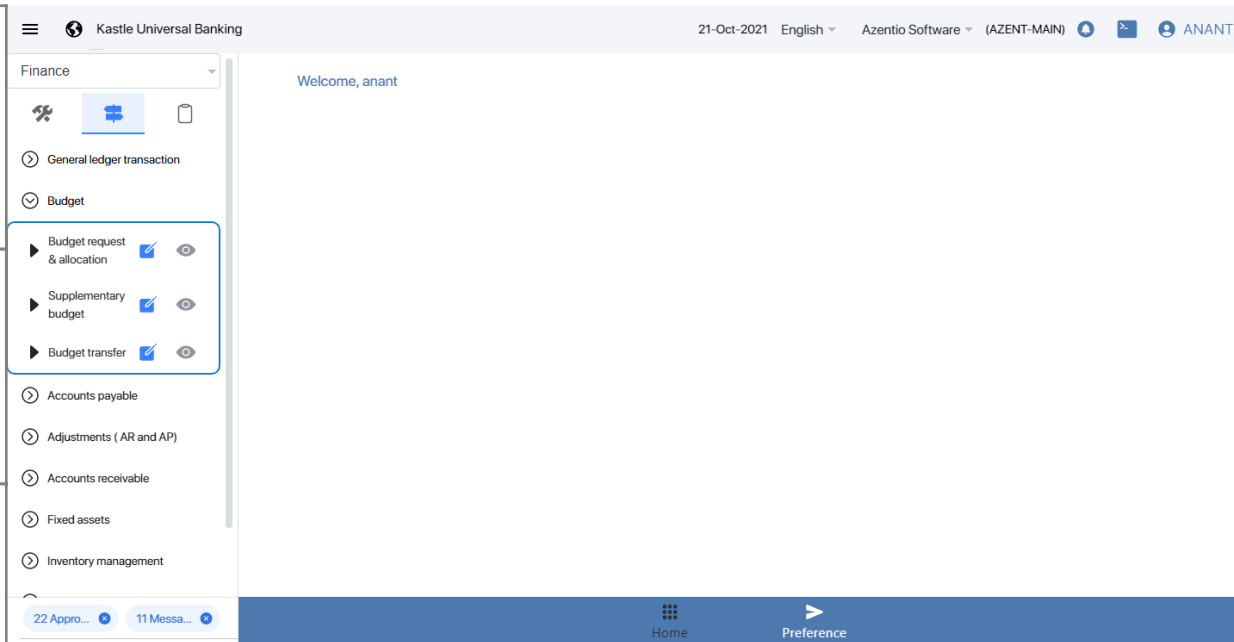 Kastle Universal Banking
21-Oct-2021 English Azentio Software (AZENT-MAIN) ANANT
Finance
Welcome, anant
General ledger transaction
Budget
Budget request
& allocation
Supplementary
budget
Budget transfer
Accounts payable
Adjustments ( AR and AP)
Accounts receivable
Fixed assets
Inventory management
22 Appro... 11 Messa...
Home Preference